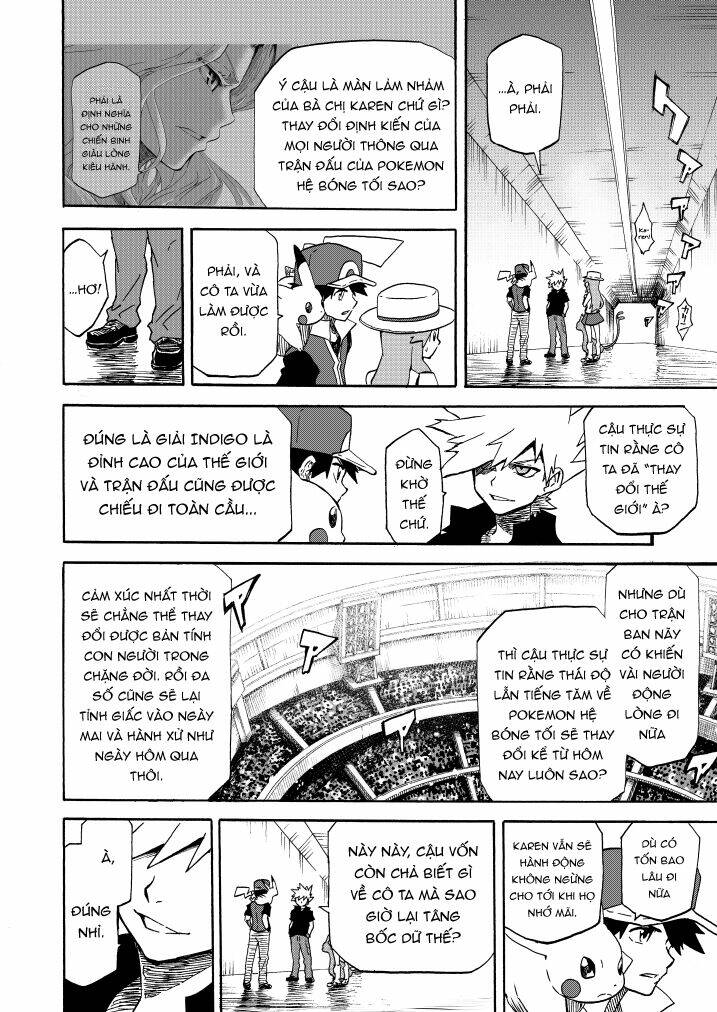 ...À, PHẢI
PHẢI.
Karen!
カレン!
Ý CẬU LÀ MÀN LẢM NHẢM
CỦA BÀ CHỊ KAREN CHỨ GÌ?
THAY ĐỔI ĐỊNH KIẾN CỦA
MỌI NGƯỜI THÔNG QUA
TRẬN ĐẤU CỦA POKEMON
HỆ BÓNG TỐI SAO?
PHẢI LÀ
ĐỊNH NGHĨA
CHO NHỮNG
CHIẾN BINH
GIÀU LÒNG
KIÊU HÃNH.
PHẢI, VÀ
CÔ TA VỪA
LÀM ĐƯỢC
RỒI.
...HƠ!
CẬU THỰC SỰ
TIN RẰNG CÔ
TA ĐÃ "THAY
ĐỔI THẾ
GIỚI" À?
ĐỪNG
KHỜ
THẾ
CHỨ.
ĐÚNG LÀ GIẢI INDIGO LÀ
ĐỈNH CAO CỦA THẾ GIỚI
VÀ TRẬN ĐẤU CŨNG ĐƯỢC
CHIẾU ĐI TOÀN CẦU...
NHƯNG DÙ
CHO TRẬN
BAN NÃY
CÓ KHIẾN
VÀI NGƯỜI
ĐỘNG
LÒNG ĐI
NỮA
THÌ CẬU THỰC SỰ
TIN RẰNG THÁI ĐỘ
LẪN TIẾNG TĂM VỀ
POKEMON HỆ
BÓNG TỐI SẼ THAY
ĐỔI KỂ TỪ HÔM
NAY LUÔN SAO?
CẢM XÚC NHẤT THỜI
SẼ CHẲNG THỂ THAY
ĐỔI ĐƯỢC BẢN TÍNH
CON NGƯỜI TRONG
CHẶNG ĐỜI. RỒI ĐA
SỐ CŨNG SẼ LẠI
TỈNH GIẤC VÀO NGÀY
MAI VÀ HÀNH XỬ NHƯ
NGÀY HÔM QUA
THÔI.
DÙ CÓ
TỐN BAO
LÂU ĐI
NỮA
KAREN VẪN SẼ
HÀNH ĐỘNG
KHÔNG NGỪNG
CHO TỚI KHI HỌ
NHỚ MÃI.
NÀY NÀY, CẬU VỐN
CÒN CHẢ BIẾT GÌ
VỀ CÔ TA MÀ SAO
GIỜ LẠI TÂNG
BỐC DỮ THẾ?
À,
ĐÚNG
NHỈ.